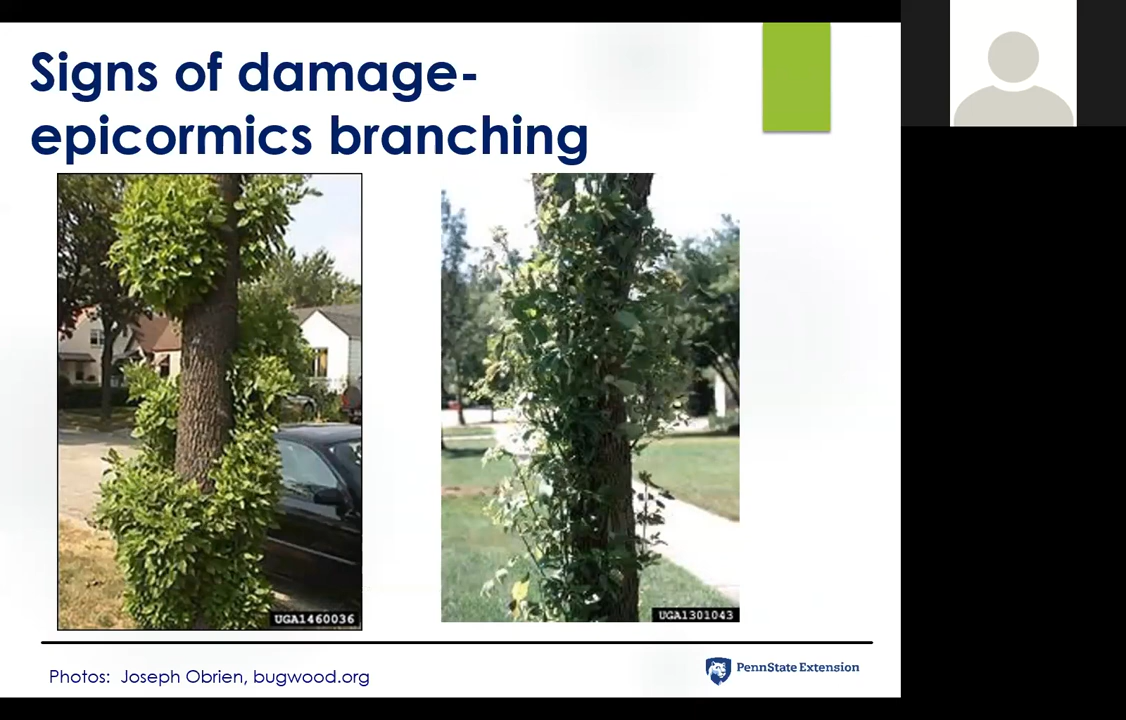 Signs of damage-
epicormics branching
UGA1460036
UGA1301043
Photos:  Joseph Obrien, bugwood.org
PennState Extension